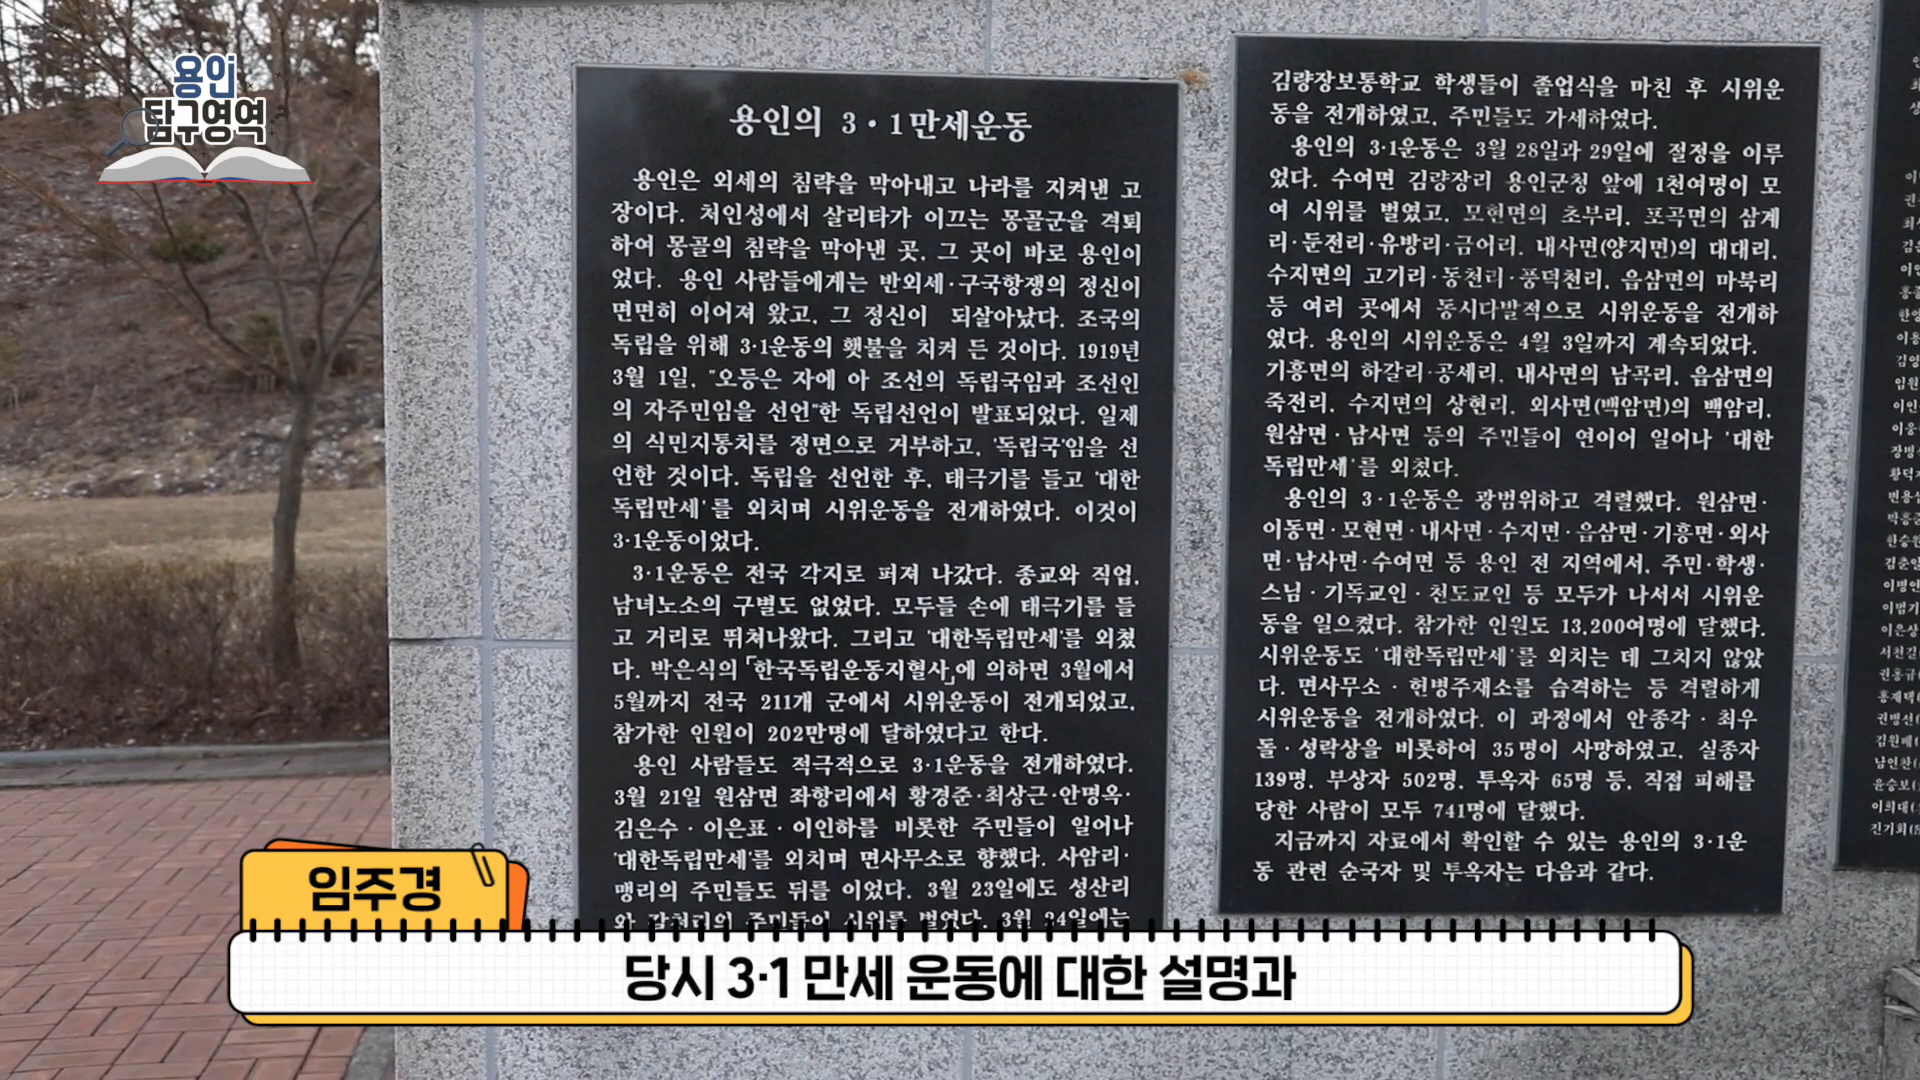 용인
탐구영역
용인의 3·1만세운동
용인은 외세의 침략을 막아내고 나라를 지켜낸 고
장이다. 처인성에서 살리타가 이끄는 몽골군을 격퇴
하여 몽골의 침략을 막아낸 곳, 그 곳이 바로 용인이
었다. 용인 사람들에게는 반외세·구국항쟁의 정신이
면면히 이어져 왔고, 그 정신이 되살아났다. 조국의
독립을 위해 3·1운동의 횃불을 치켜 든 것이다. 1919년
3월 1일, "오등은 자에 아 조선의 독립국임과 조선인
의 자주민임을 선언"한 독립선언이 발표되었다. 일제
의 식민지통치를 정면으로 거부하고, '독립국'임을 선
언한 것이다. 독립을 선언한 후, 태극기를 들고 '대한
독립만세'를 외치며 시위운동을 전개하였다. 이것이
3·1운동이었다.
3·1운동은 전국 각지로 퍼져 나갔다. 종교와 직업,
남녀노소의 구별도 없었다. 모두들 손에 태극기를 들
고 거리로 뛰쳐나왔다. 그리고 '대한독립만세'를 외쳤
다. 박은식의「한국독립운동지혈사」에 의하면 3월에서
5월까지 전국 211개 군에서 시위운동이 전개되었고,
참가한 인원이 202만명에 달하였다고 한다.
용인 사람들도 적극적으로 3·1운동을 전개하였다.
3월 21일 원삼면 좌항리에서 황경준·최상근·안명옥·
김은수·이은표·이인하를 비롯한 주민들이 일어나
'대한독립만세'를 외치며 면사무소로 향했다. 사암리·
맹리의 주민들도 뒤를 이었다. 3월 23일에도 성산리
와 갈천리의 주민들이 시위를 벌였다. 3월 24일에는
김량장보통학교 학생들이 졸업식을 마친 후 시위운
동을 전개하였고, 주민들도 가세하였다.
용인의 3·1운동은 3월 28일과 29일에 절정을 이루
었다. 수여면 김량장리 용인군청 앞에 1천여명이 모
여 시위를 벌였고, 모현면의 초부리, 포곡면의 삼계
리·둔전리·유방리·금어리, 내사면(양지면)의 대대리,
수지면의 고기리·동천리·풍덕천리, 읍삼면의 마북리
등 여러 곳에서 동시다발적으로 시위운동을 전개하
였다. 용인의 시위운동은 4월 3일까지 계속되었다.
기흥면의 하갈리·공세리, 내사면의 남곡리, 읍삼면의
죽전리, 수지면의 상현리, 외사면(백암면)의 백암리,
원삼면·남사면 등의 주민들이 연이어 일어나 '대한
독립만세'를 외쳤다.
용인의 3·1운동은 광범위하고 격렬했다. 원삼면·
이동면·모현면·내사면·수지면·읍삼면·기흥면·외사
면·남사면·수여면 등 용인 전 지역에서, 주민·학생·
스님·기독교인·천도교인 등 모두가 나서서 시위운
동을 일으켰다. 참가한 인원도 13,200여명에 달했다.
시위운동도 '대한독립만세'를 외치는 데 그치지 않았
다. 면사무소·헌병주재소를 습격하는 등 격렬하게
시위운동을 전개하였다. 이 과정에서 안종각·최우
돌·성락상을 비롯하여 35명이 사망하였고, 실종자
139명, 부상자 502명, 투옥자 65명 등, 직접 피해를
당한 사람이 모두 741명에 달했다.
지금까지 자료에서 확인할 수 있는 용인의 3·1운
동 관련 순국자 및 투옥자는 다음과 같다.
임주경
당시 3·1 만세 운동에 대한 설명과